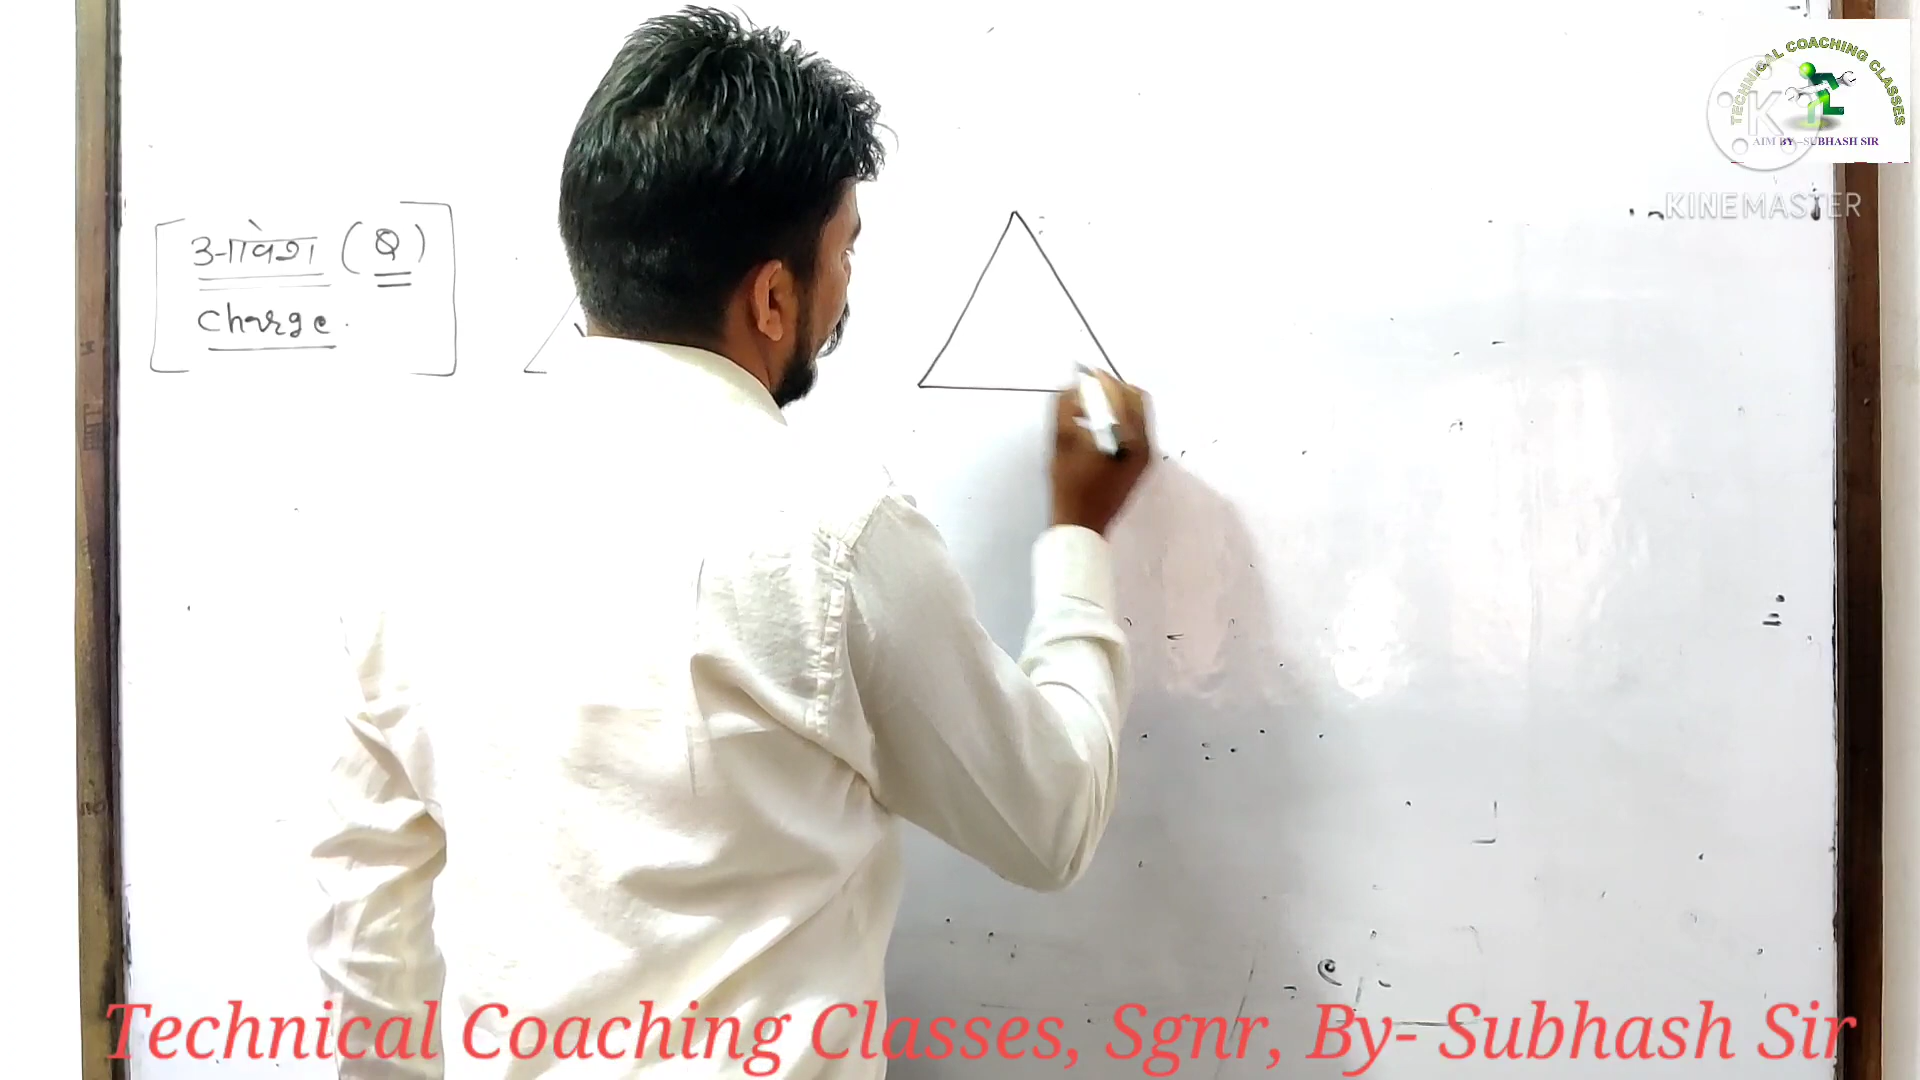 TECHNICAL COACHING CLASSES
AIM BY - SUBHASH SIR
KINEMASTER
आवेश (Q)
charge.
Technical Coaching Classes, Sgnr, By- Subhash Sir